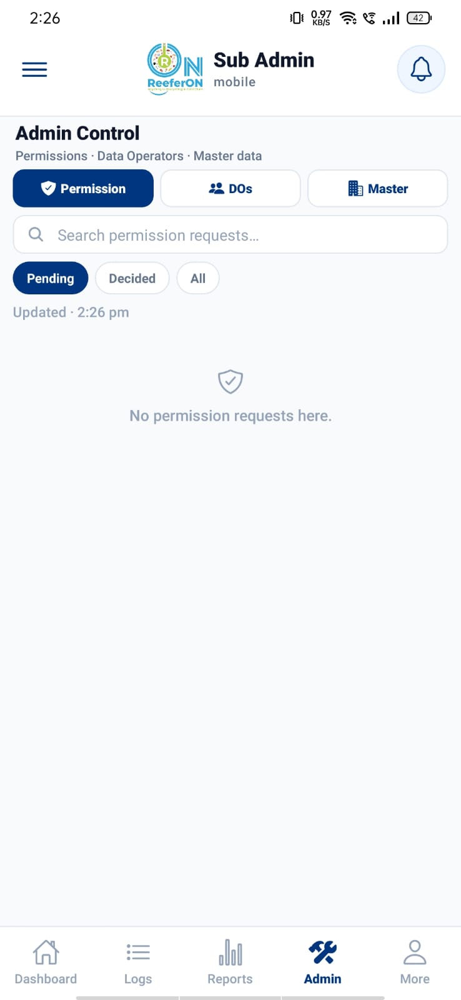 2:26
0.97
KB/S
42
R
ON
ReeferON
Sub Admin
mobile
Admin Control
Permissions · Data Operators · Master data
Permission
DOs
Master
Search permission requests...
Pending
Decided
All
Updated · 2:26 pm
No permission requests here.
Dashboard
Logs
Reports
Admin
More